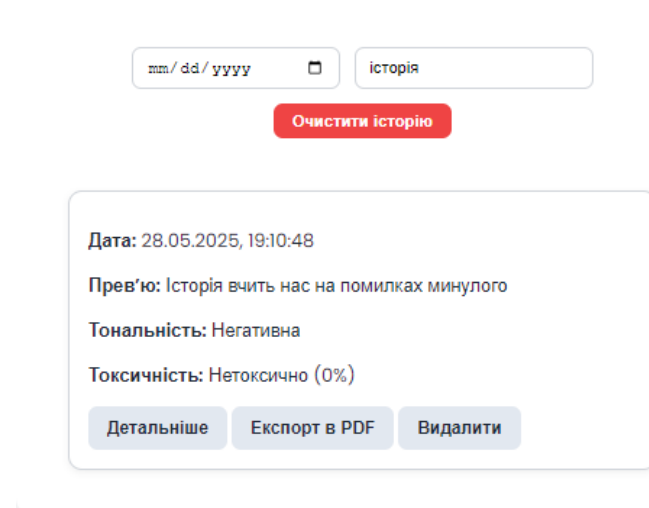 mm/dd/yyyy
історія
Очистити історію
Дата: 28.05.2025, 19:10:48
Прев’ю: Історія вчить нас на помилках минулого
Тональність: Негативна
Токсичність: Нетоксично (0%)
Детальніше Експорт в PDF Видалити